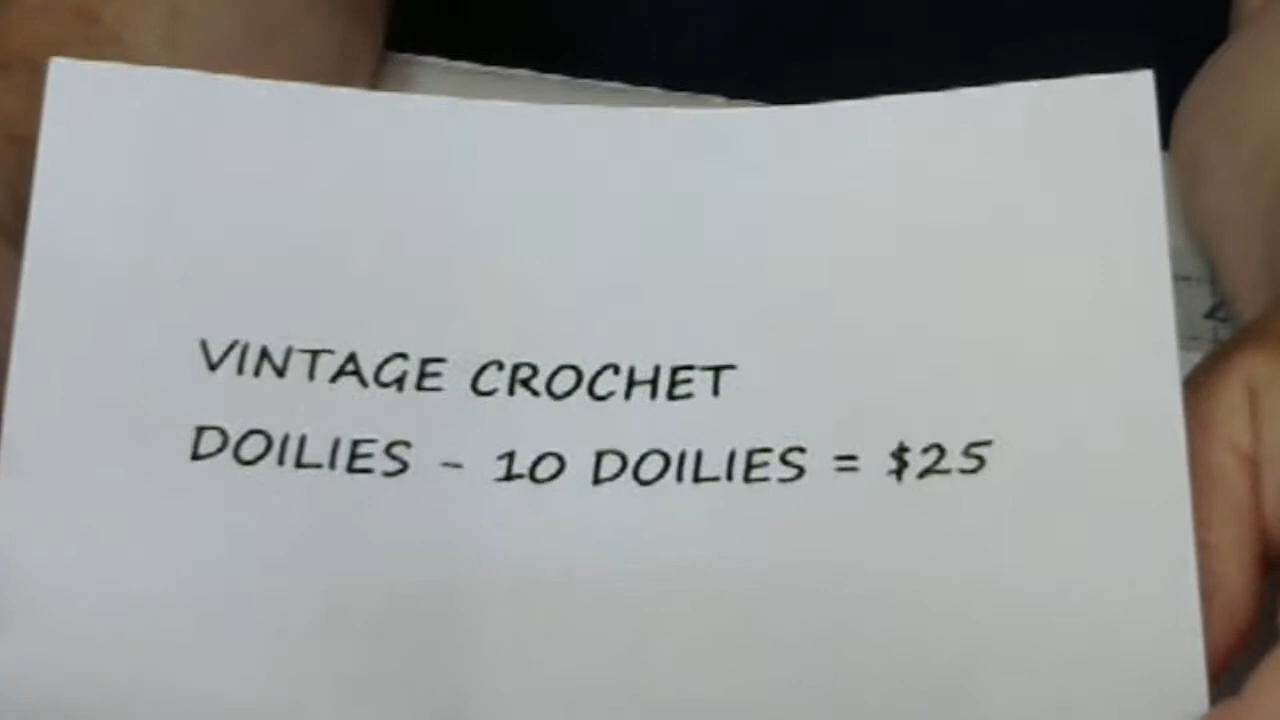 VINTAGE CROCHET
DOILIES - 10 DOILIES = $25